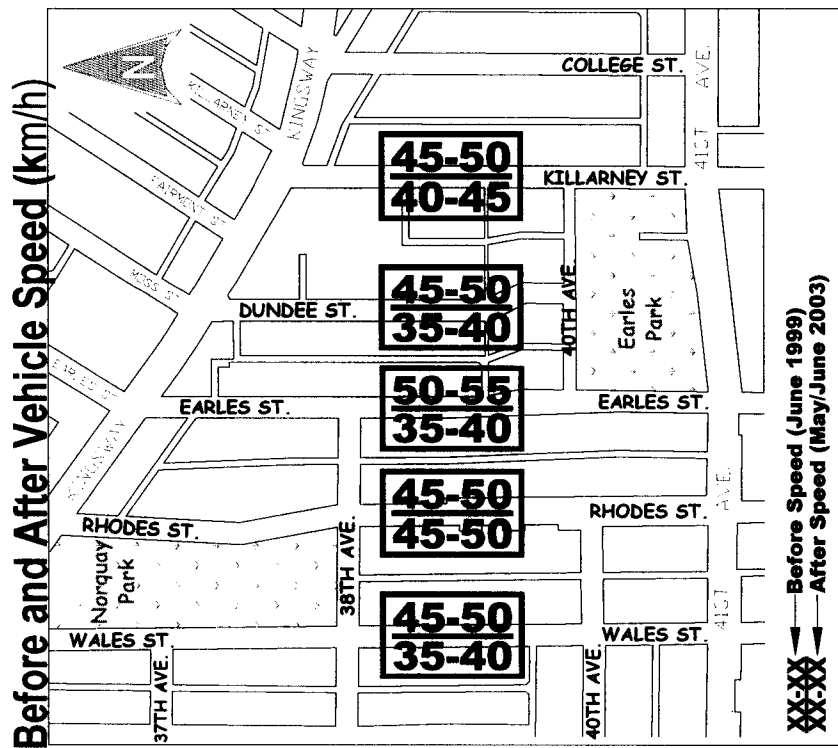 Before and After Vehicle Speed (km/h)
N
COLLEGE ST.
KINGSWAY
KILLARNEY ST
41ST AVE.
45-50
40-45
KILLARNEY ST.
FAIRMONT ST
MOSS ST
45-50
35-40
DUNDEE ST.
40TH AVE.
Earles
Park
EARLES ST
50-55
35-40
EARLES ST.
EARLES ST.
KINGSWAY
45-50
45-50
RHODES ST.
RHODES ST.
41ST AVE.
Norquay
Park
38TH AVE.
45-50
35-40
WALES ST.
WALES ST.
37TH AVE.
40TH AVE.
XX-XX Before Speed (June 1999)
XX-XX After Speed (May/June 2003)